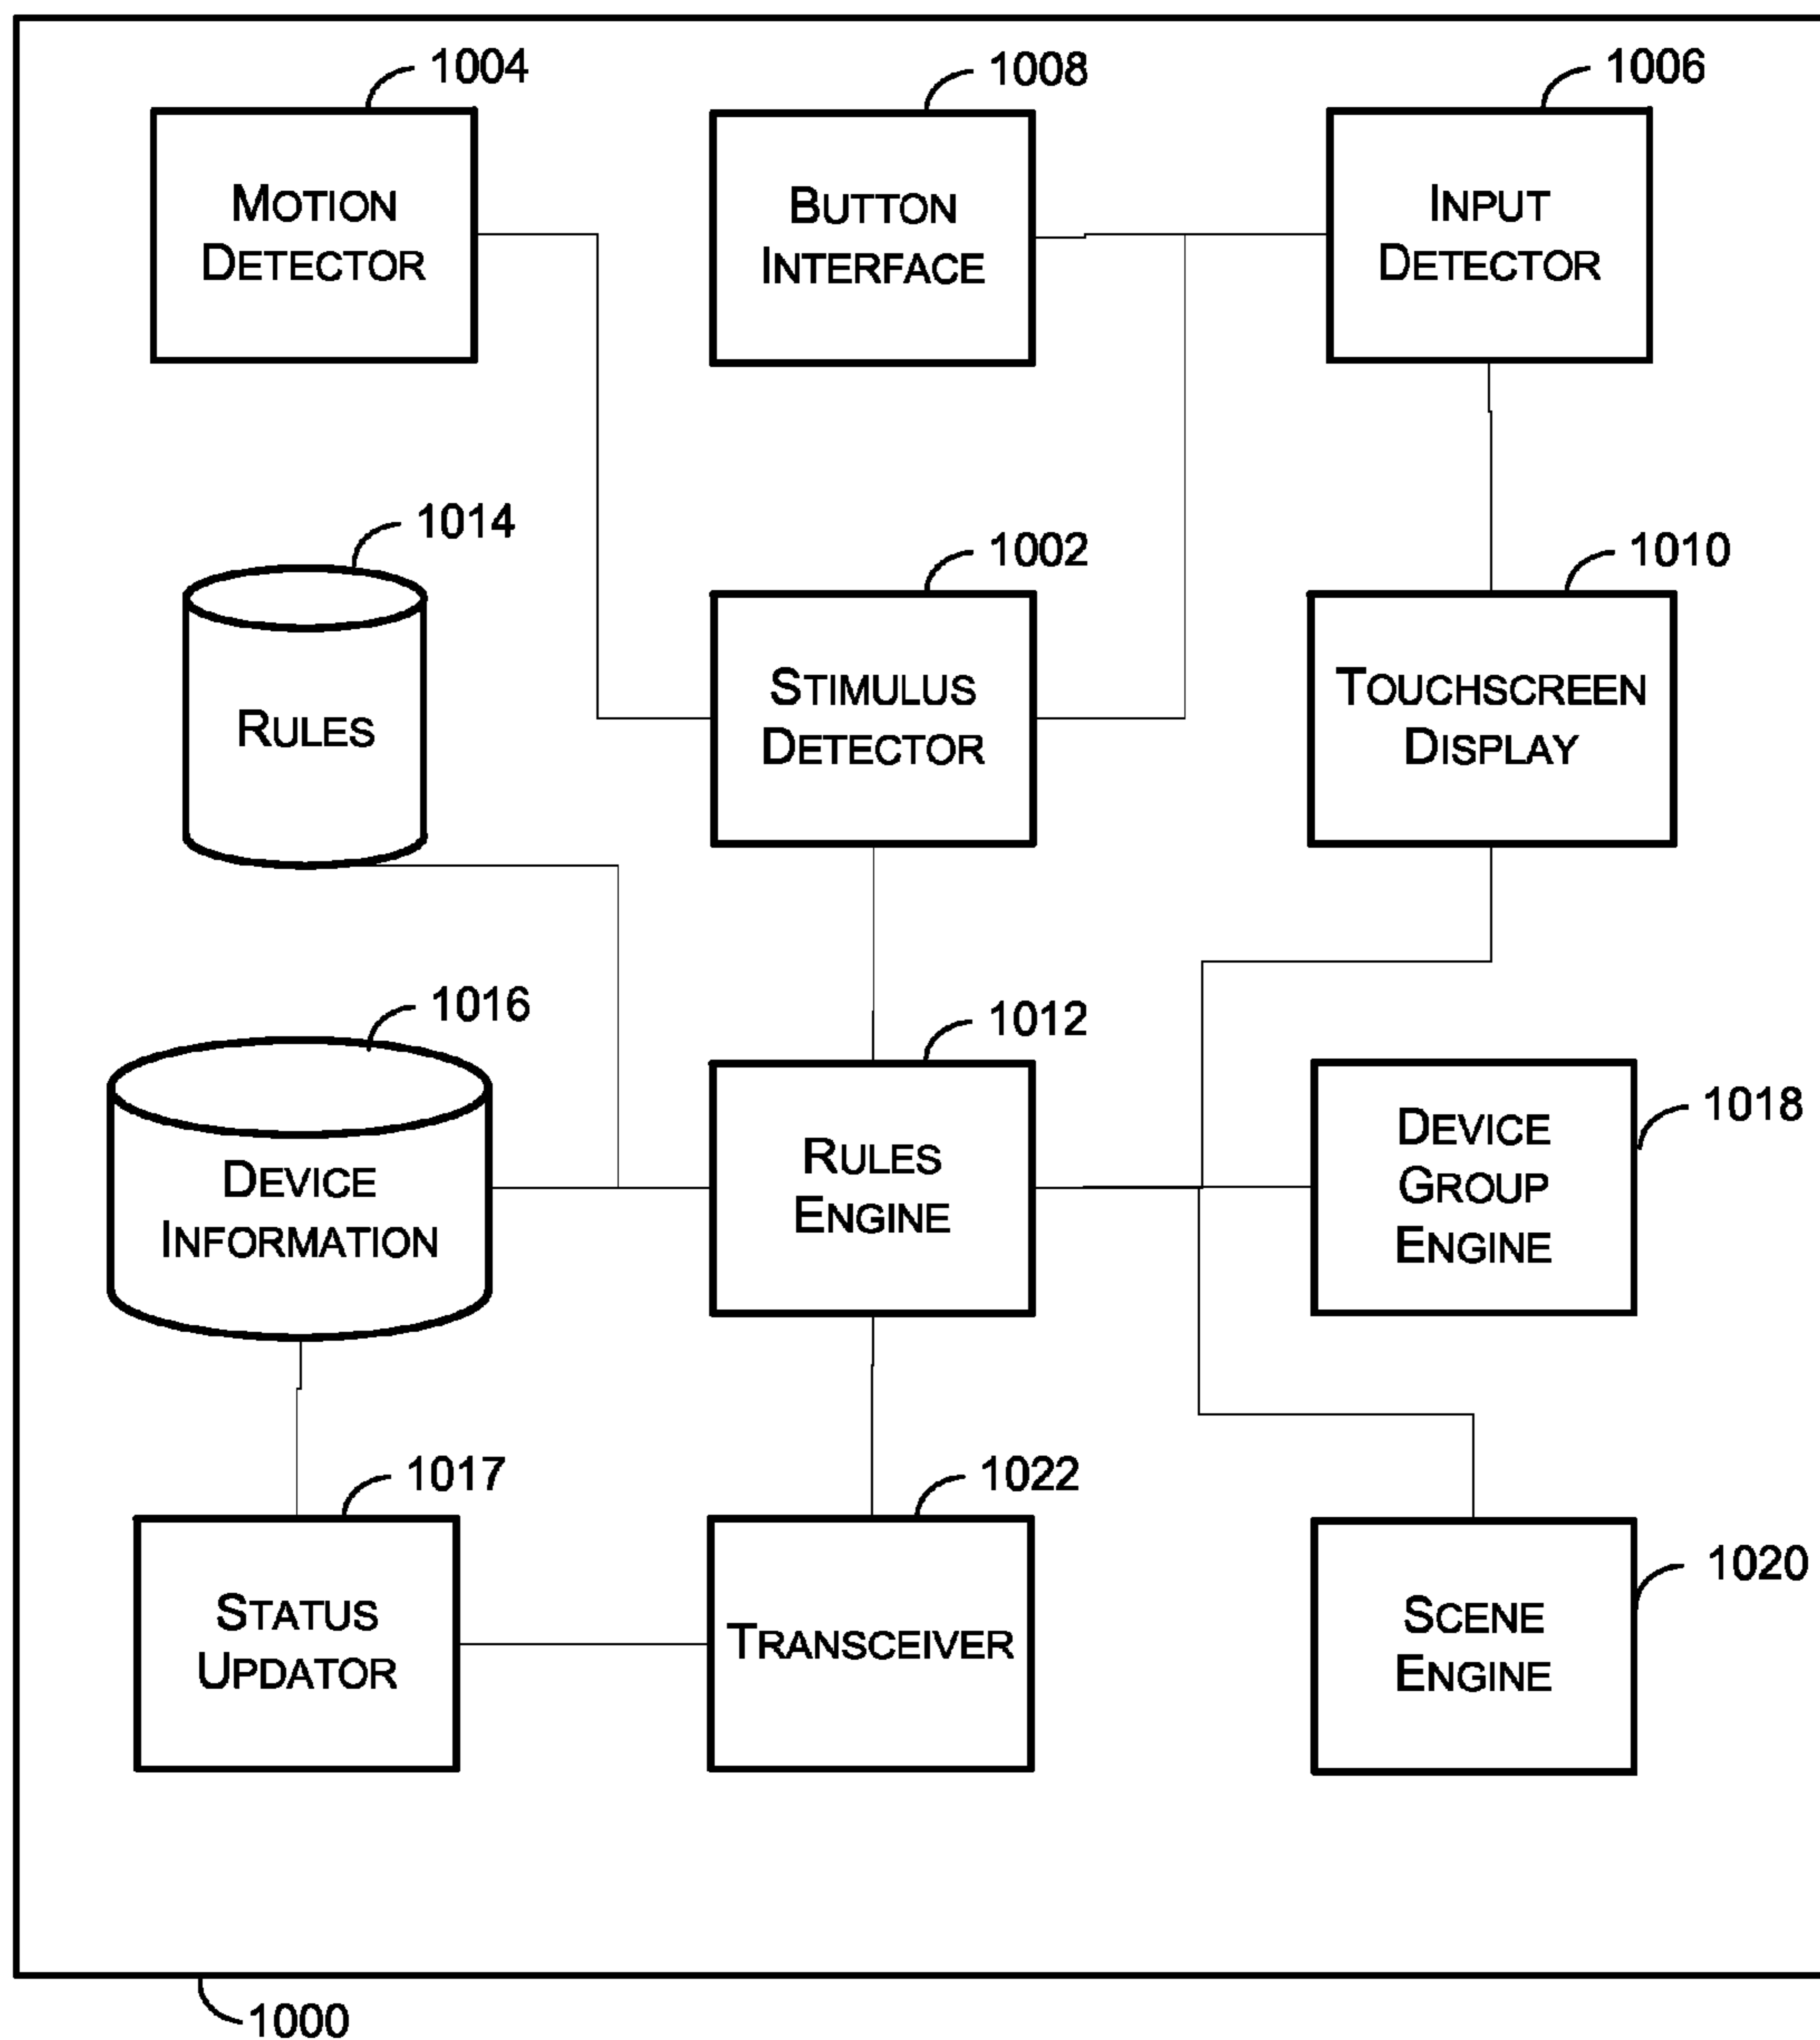 1004
1008
1006
MOTION
DETECTOR
BUTTON
INTERFACE
INPUT
DETECTOR
1014
1002
1010
RULES
STIMULUS
DETECTOR
TOUCHSCREEN
DISPLAY
1016
1012
1018
DEVICE
INFORMATION
RULES
ENGINE
DEVICE
GROUP
ENGINE
1017
1022
1020
STATUS
UPDATOR
TRANSCEIVER
SCENE
ENGINE
1000